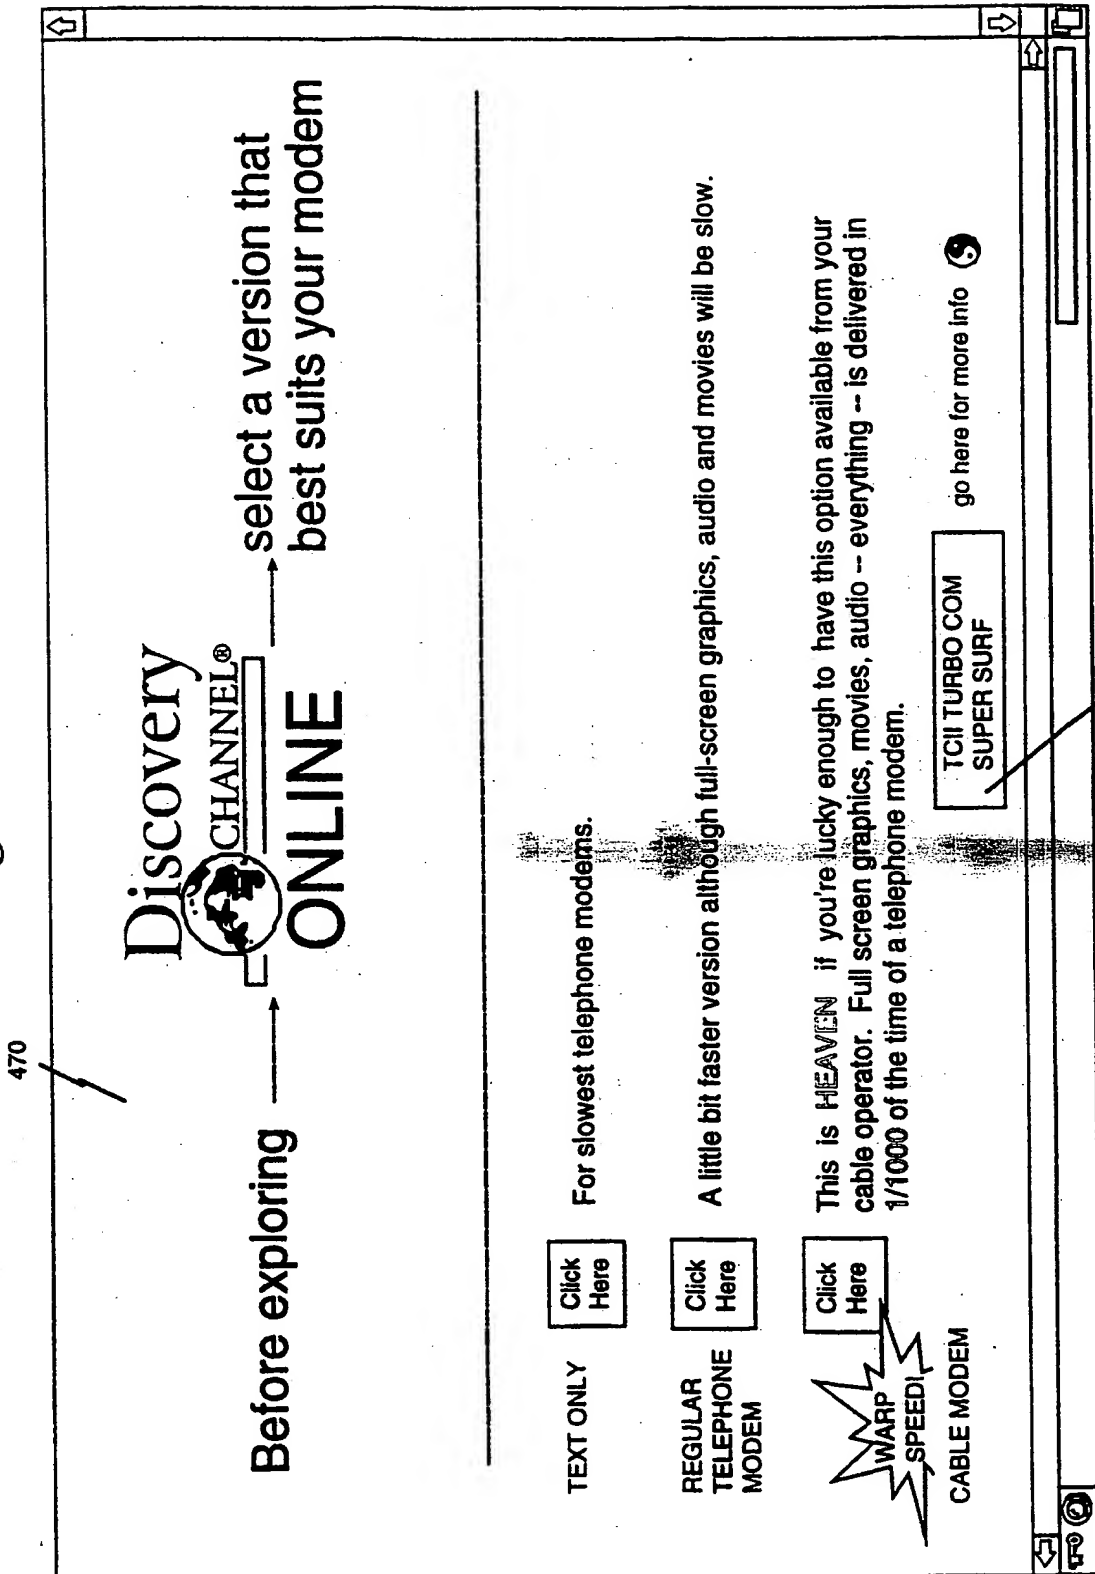 470
Before exploring
Discovery
CHANNEL®
ONLINE
select a version that
best suits your modem
TEXT ONLY
Click
Here
For slowest telephone modems.
REGULAR
TELEPHONE
MODEM
Click
Here
A little bit faster version although full-screen graphics, audio and movies will be slow.
WARP
SPEED!
CABLE MODEM
Click
Here
This is HEAVEN if you're lucky enough to have this option available from your
cable operator. Full screen graphics, movies, audio -- everything -- is delivered in
1/1000 of the time of a telephone modem.
TCII TURBO COM
SUPER SURF
go here for more info